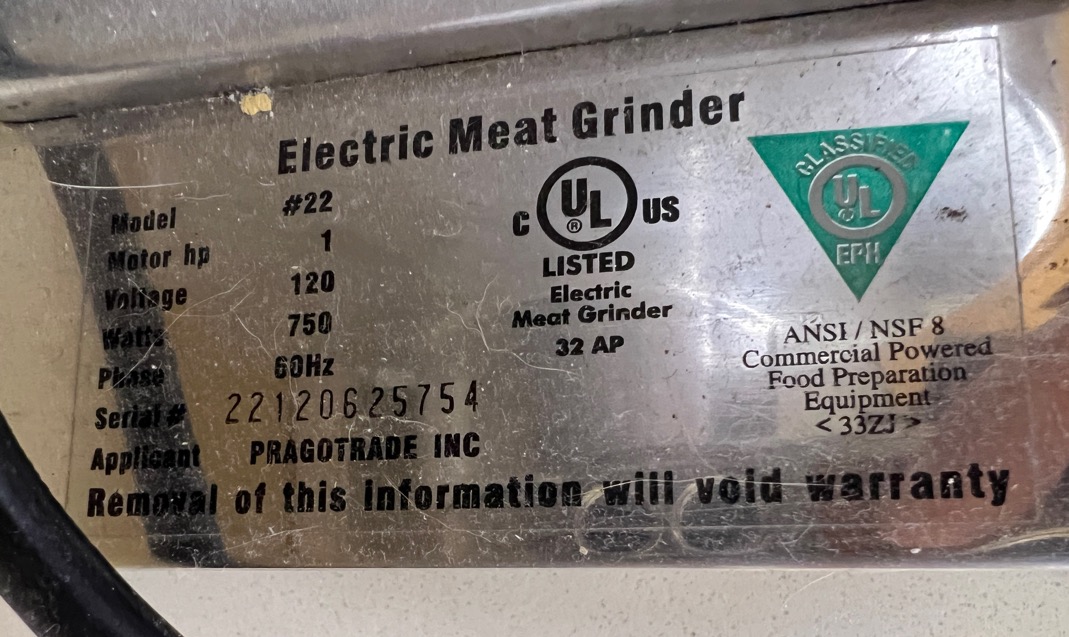 Electric Meat Grinder
Model #22
Motor hp 1
Voltage 120
Watts 750
Phase 60Hz
Serial # 22120625754
Applicant PRAGOTRADE INC
Removal of this information will void warranty
C UL ® US
LISTED
Electric
Meat Grinder
32 AP
CLASSIFIED
UL ®
EPH
ANSI / NSF 8
Commercial Powered
Food Preparation
Equipment
< 33ZJ >